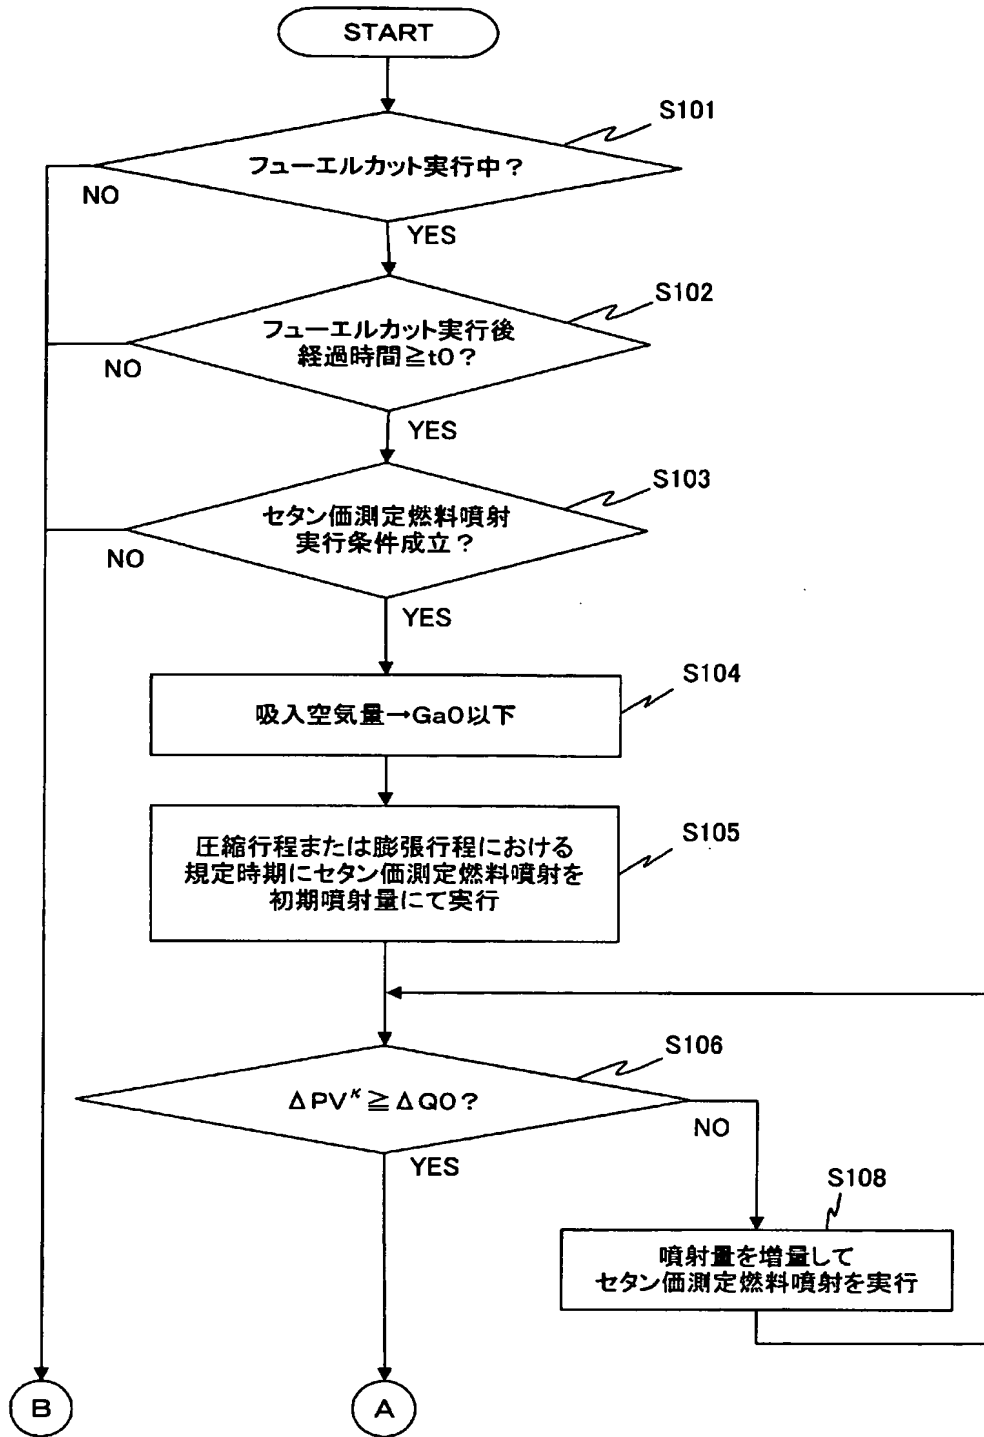 START
S101
フューエルカット実行中？
NO
YES
S102
フューエルカット実行後
経過時間≧t0？
NO
YES
S103
セタン価測定燃料噴射
実行条件成立？
NO
YES
S104
吸入空気量→Ga0以下
S105
圧縮行程または膨張行程における
規定時期にセタン価測定燃料噴射を
初期噴射量にて実行
S106
ΔPV^κ≧ΔQ0？
NO
YES
S108
噴射量を増量して
セタン価測定燃料噴射を実行
B
A